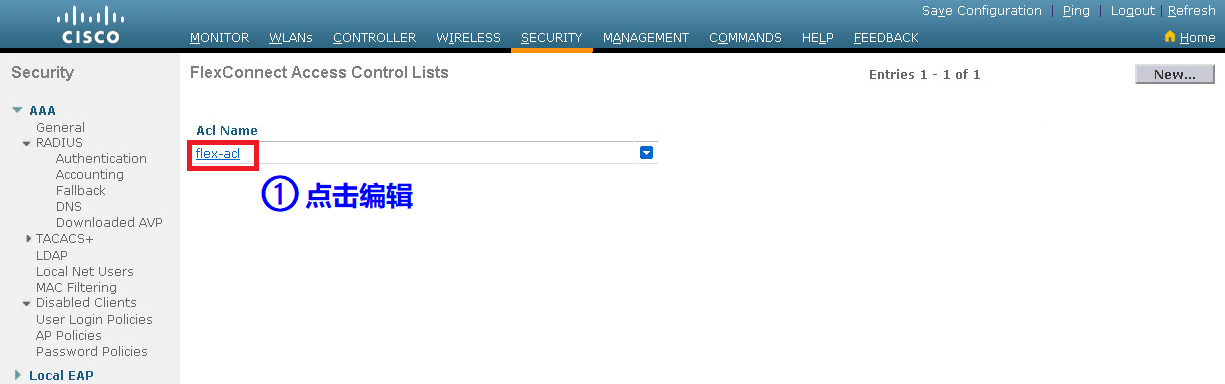 Save Configuration | Ping | Logout | Refresh
CISCO
MONITOR WLANs CONTROLLER WIRELESS SECURITY MANAGEMENT COMMANDS HELP FEEDBACK Home
Security
FlexConnect Access Control Lists
Entries 1 - 1 of 1
New...
AAA
General
RADIUS
Authentication
Accounting
Fallback
DNS
Downloaded AVP
TACACS+
LDAP
Local Net Users
MAC Filtering
Disabled Clients
User Login Policies
AP Policies
Password Policies
Local EAP
Acl Name
flex-acl
① 点击编辑